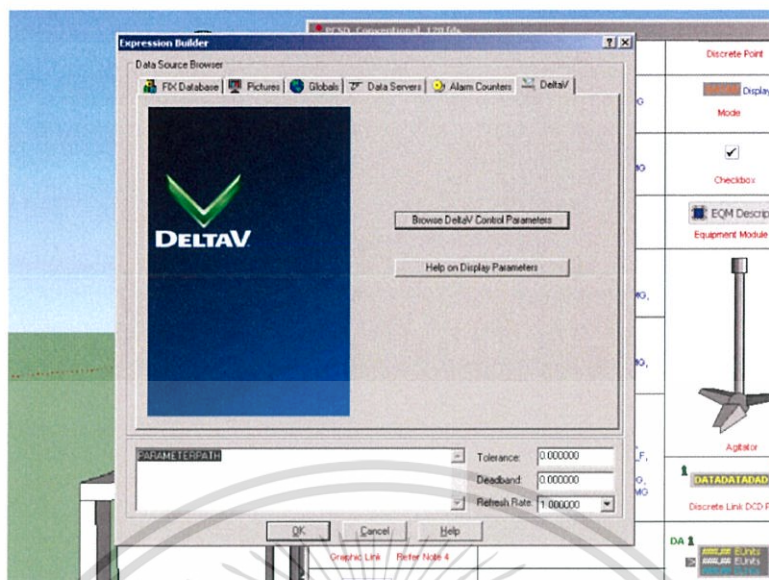 Expression Builder
Data Source Browser
FIX Database Pictures Globals Data Servers Alarm Counters DeltaV
DELTAV
Browse DeltaV Control Parameters
Help on Display Parameters
PARAMETERPATH
Tolerance: 0.000000
Deadband: 0.000000
Refresh Rate: 1.000000
OK Cancel Help
Graphic Link Refer Note 4
Discrete Point
Display
Mode
Checkbox
EQM Descrip
Equipment Module
Agitator
1
DATADATADAD
Discrete Link DCD
DA 1
EUnits
EUnits